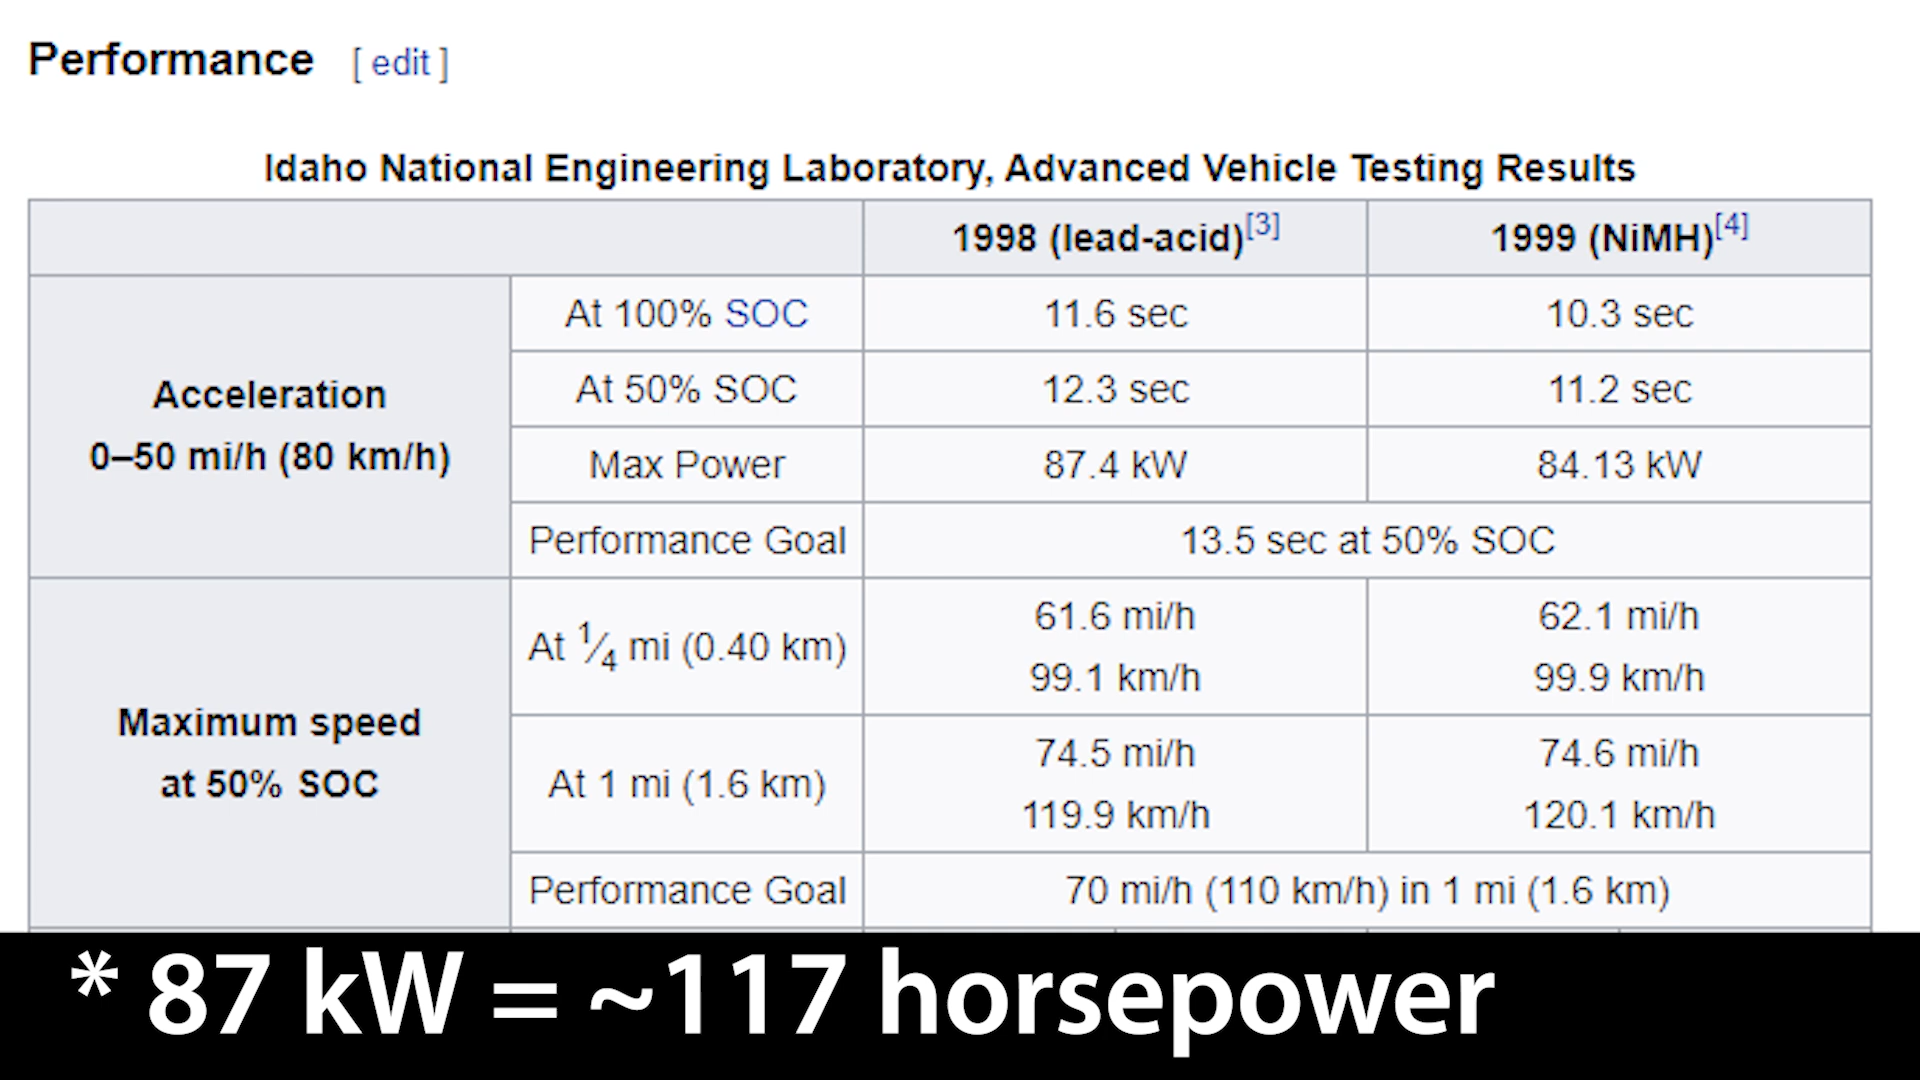 Performance [ edit ]
Idaho National Engineering Laboratory, Advanced Vehicle Testing Results
1998 (lead-acid)[3] 1999 (NiMH)[4]
Acceleration
0–50 mi/h (80 km/h)
At 100% SOC 11.6 sec 10.3 sec
At 50% SOC 12.3 sec 11.2 sec
Max Power 87.4 kW 84.13 kW
Performance Goal 13.5 sec at 50% SOC
Maximum speed
at 50% SOC
At 1⁄4 mi (0.40 km)
61.6 mi/h
99.1 km/h
62.1 mi/h
99.9 km/h
At 1 mi (1.6 km)
74.5 mi/h
119.9 km/h
74.6 mi/h
120.1 km/h
Performance Goal 70 mi/h (110 km/h) in 1 mi (1.6 km)
* 87 kW = ~117 horsepower